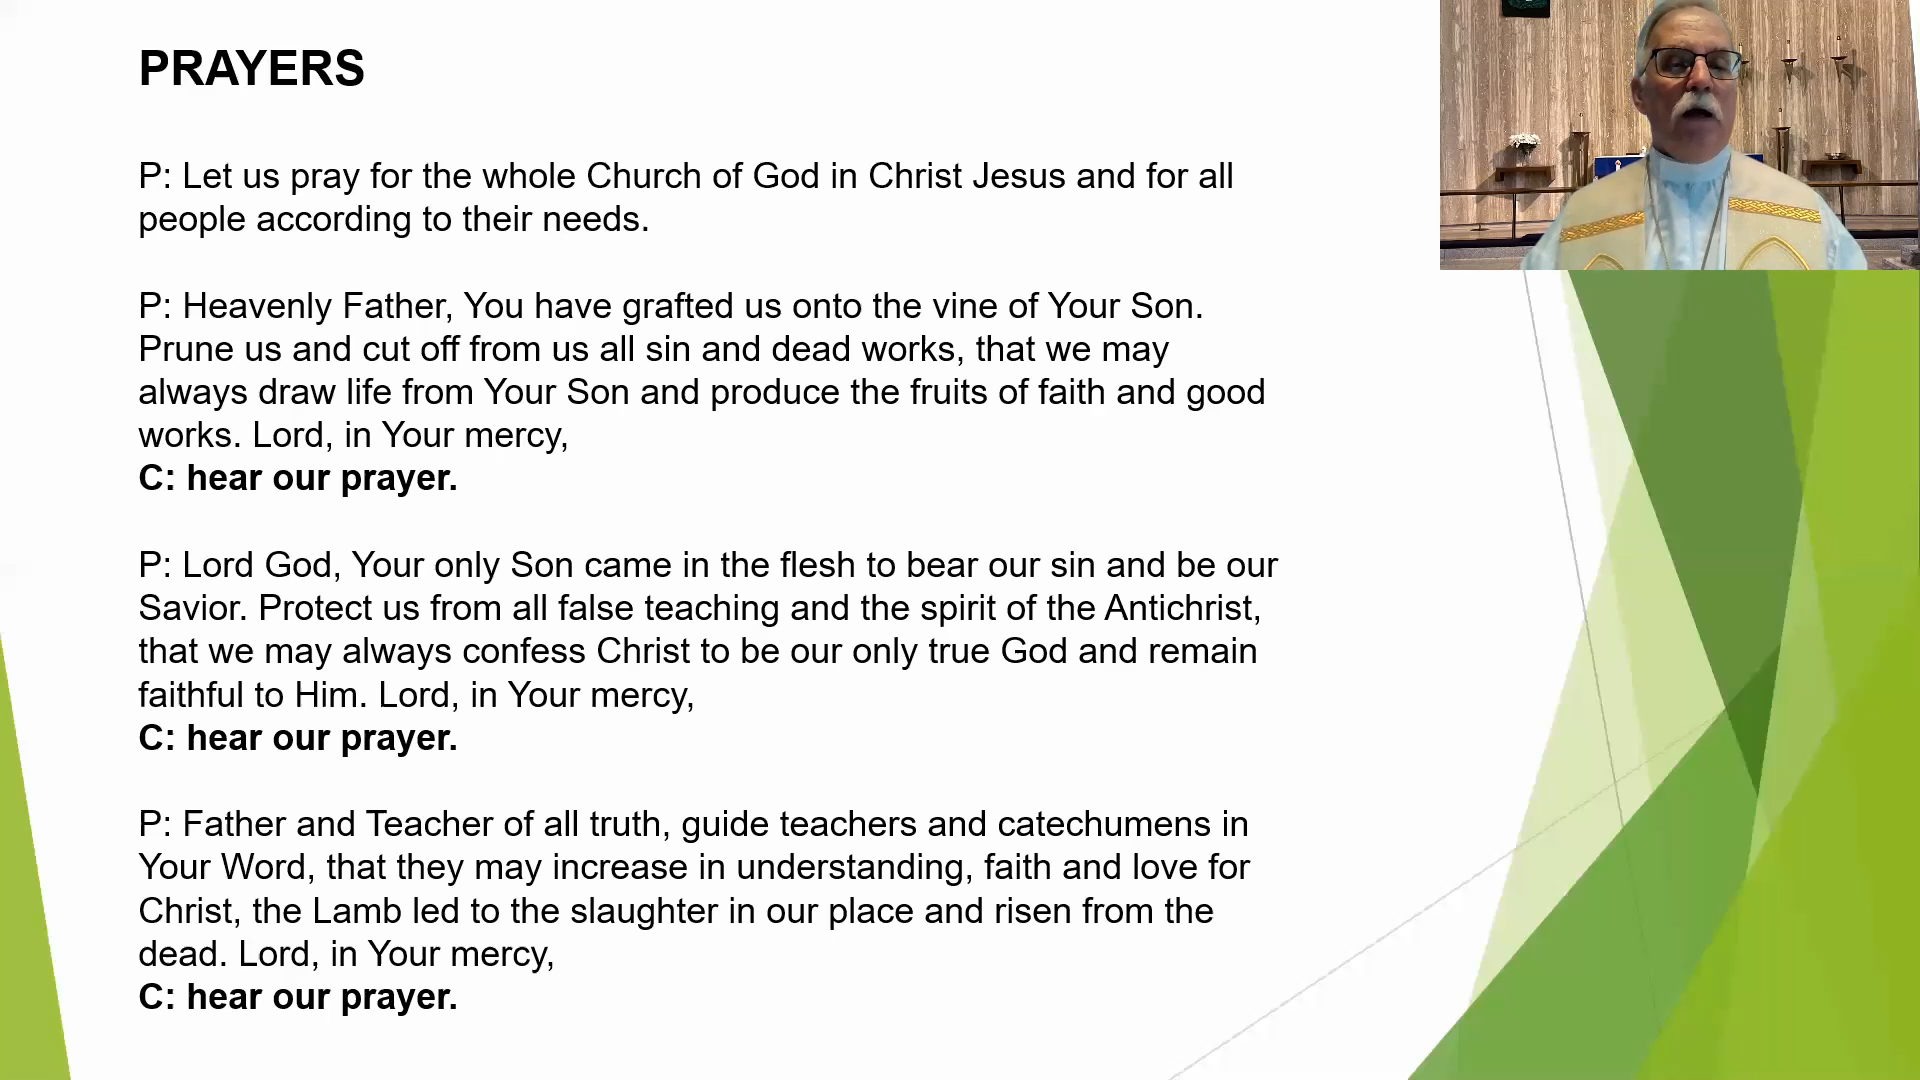 PRAYERS
P: Let us pray for the whole Church of God in Christ Jesus and for all
people according to their needs.
P: Heavenly Father, You have grafted us onto the vine of Your Son.
Prune us and cut off from us all sin and dead works, that we may
always draw life from Your Son and produce the fruits of faith and good
works. Lord, in Your mercy,
C: hear our prayer.
P: Lord God, Your only Son came in the flesh to bear our sin and be our
Savior. Protect us from all false teaching and the spirit of the Antichrist,
that we may always confess Christ to be our only true God and remain
faithful to Him. Lord, in Your mercy,
C: hear our prayer.
P: Father and Teacher of all truth, guide teachers and catechumens in
Your Word, that they may increase in understanding, faith and love for
Christ, the Lamb led to the slaughter in our place and risen from the
dead. Lord, in Your mercy,
C: hear our prayer.